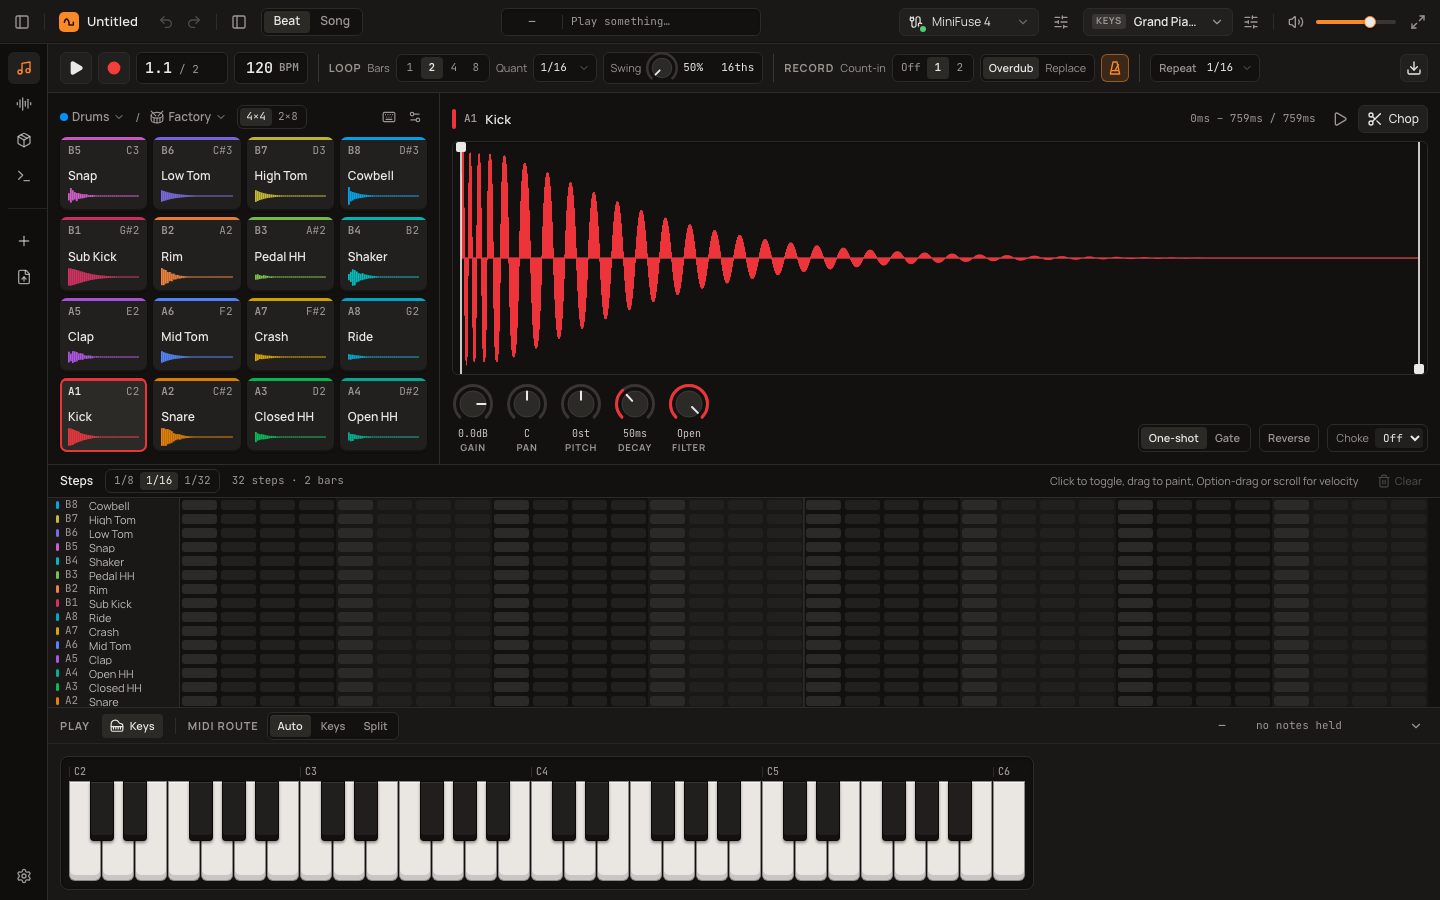 Untitled
Beat Song
– Play something…
MiniFuse 4
KEYS Grand Pia…
1.1 / 2
120 BPM
LOOP Bars 1 2 4 8 Quant 1/16
Swing 50% 16ths
RECORD Count-in Off 1 2 Overdub Replace
Repeat 1/16
Drums / Factory 4×4 2×8
B5 C3 B6 C#3 B7 D3 B8 D#3
Snap Low Tom High Tom Cowbell
B1 G#2 B2 A2 B3 A#2 B4 B2
Sub Kick Rim Pedal HH Shaker
A5 E2 A6 F2 A7 F#2 A8 G2
Clap Mid Tom Crash Ride
A1 C2 A2 C#2 A3 D2 A4 D#2
Kick Snare Closed HH Open HH
A1 Kick
0ms – 759ms / 759ms Chop
0.0dB C 0st 50ms Open
GAIN PAN PITCH DECAY FILTER
One-shot Gate Reverse Choke Off
Steps 1/8 1/16 1/32 32 steps · 2 bars
Click to toggle, drag to paint, Option-drag or scroll for velocity Clear
B8 Cowbell
B7 High Tom
B6 Low Tom
B5 Snap
B4 Shaker
B3 Pedal HH
B2 Rim
B1 Sub Kick
A8 Ride
A7 Crash
A6 Mid Tom
A5 Clap
A4 Open HH
A3 Closed HH
A2 Snare
PLAY Keys MIDI ROUTE Auto Keys Split
– no notes held
C2 C3 C4 C5 C6